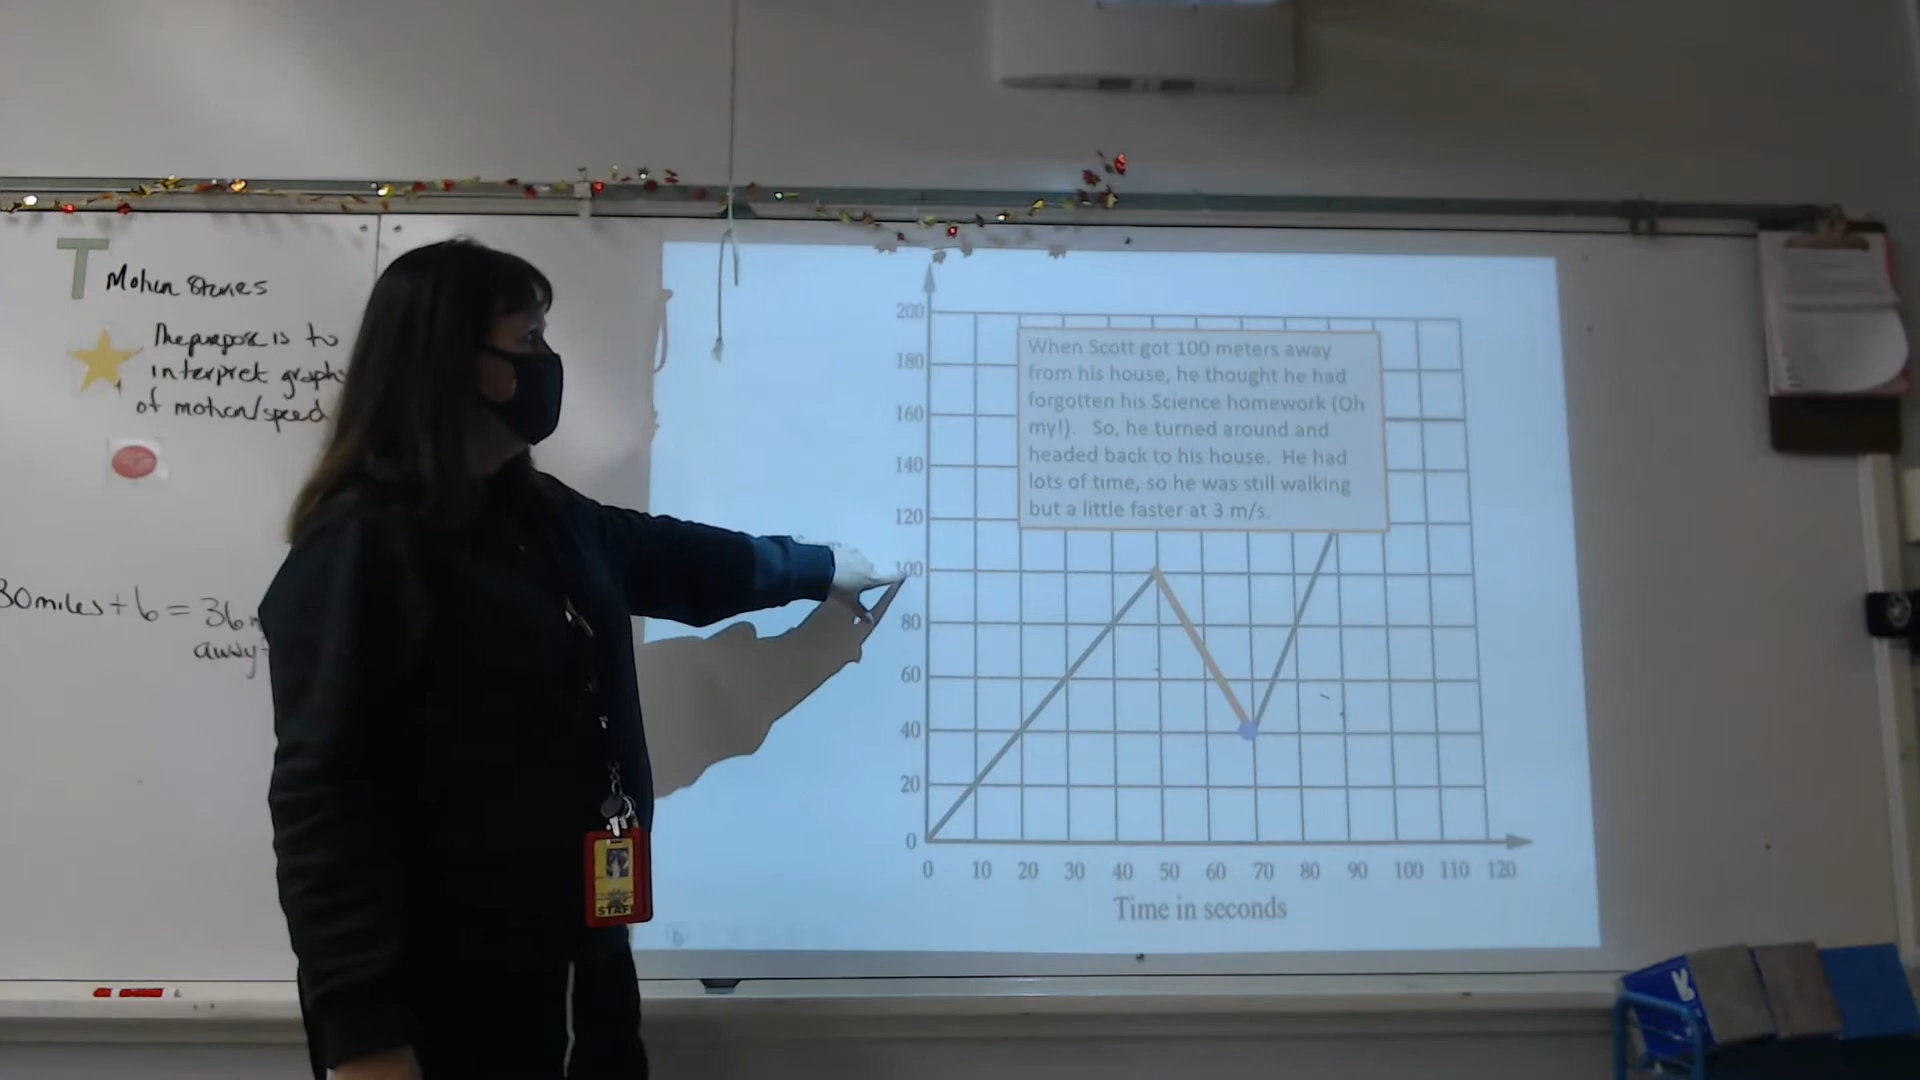 T Motion Stories
The purpose is to
interpret graphs
of motion/speed
30miles + 6 = 36
away
When Scott got 100 meters away
from his house, he thought he had
forgotten his Science homework (Oh
my!). So, he turned around and
headed back to his house. He had
lots of time, so he was still walking
but a little faster at 3 m/s.
200
180
160
140
120
100
80
60
40
20
0
0 10 20 30 40 50 60 70 80 90 100 110 120
Time in seconds
STAFF